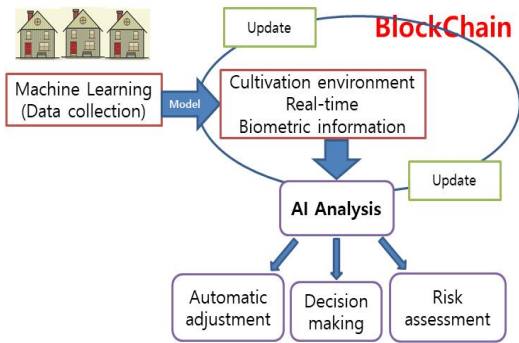 Update
BlockChain
Machine Learning
(Data collection)
Model
Cultivation environment
Real-time
Biometric information
Update
AI Analysis
Automatic
adjustment
Decision
making
Risk
assessment